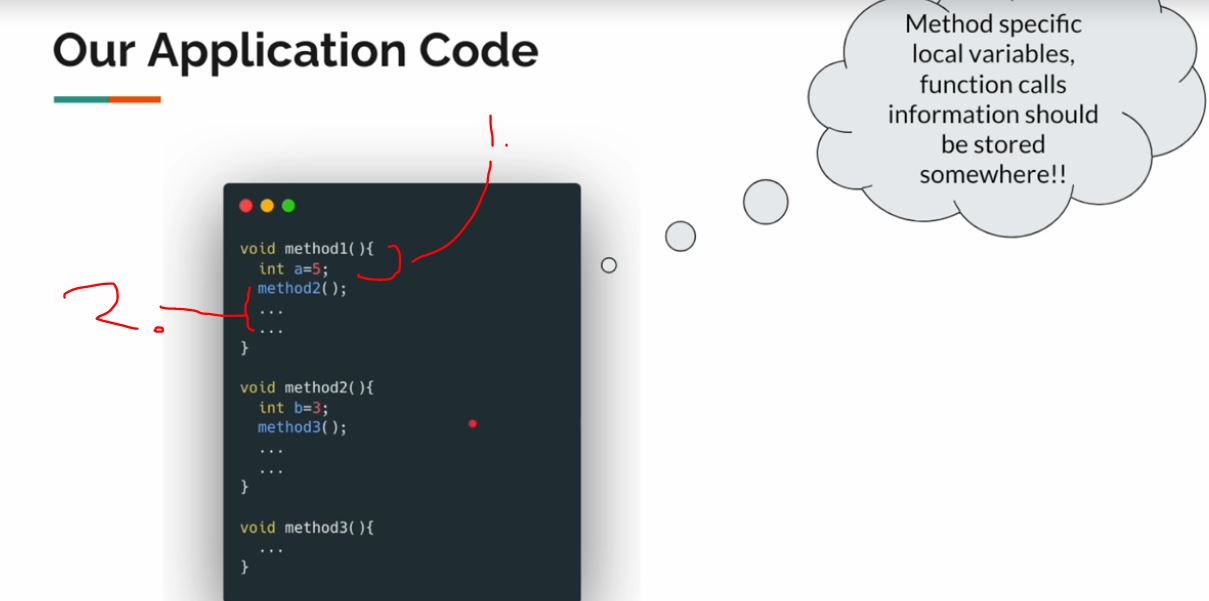 Our Application Code
Method specific
local variables,
function calls
information should
be stored
somewhere!!
1.
void method1(){
int a=5;
method2();
...
...
}
2.
void method2(){
int b=3;
method3();
...
...
}
void method3(){
...
}